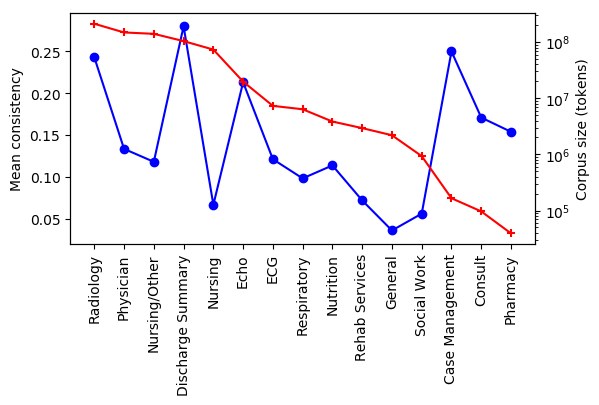 Mean consistency
0.25
0.20
0.15
0.10
0.05
10^8
10^7
10^6
10^5
Corpus size (tokens)
Radiology
Physician
Nursing/Other
Discharge Summary
Nursing
Echo
ECG
Respiratory
Nutrition
Rehab Services
General
Social Work
Case Management
Consult
Pharmacy